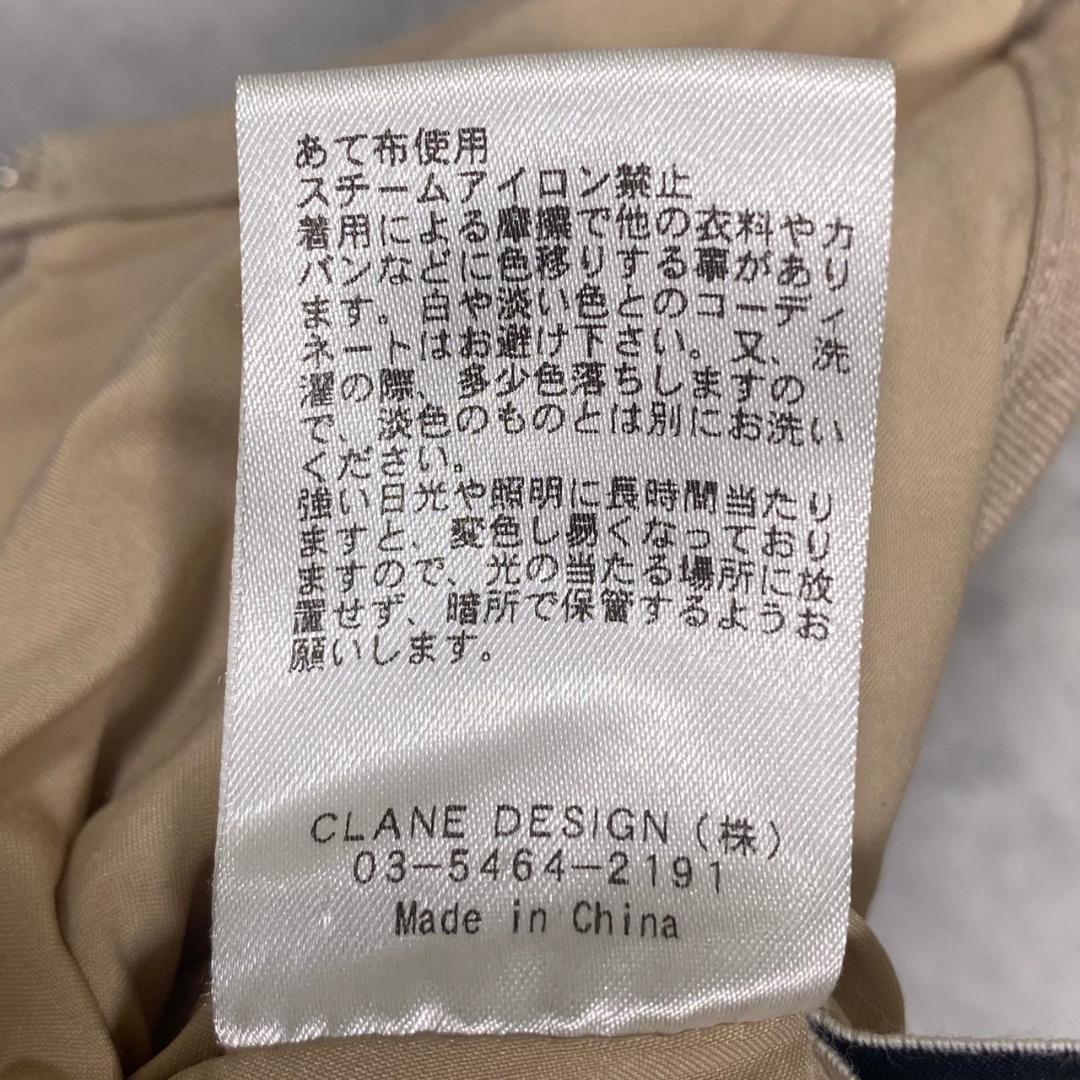 あて布使用
スチームアイロン禁止
着用による摩擦で他の衣料やカ
バンなどに色移りする事があり
ます。白や淡い色とのコーディ
ネートはお避け下さい。又、洗
濯の際、多少色落ちしますの
で、淡色のものとは別にお洗い
ください。
強い日光や照明に長時間当たり
ますと、変色し易くなっており
ますので、光の当たる場所に放
置せず、暗所で保管するようお
願いします。
CLANE DESIGN (株)
03-5464-2191
Made in China